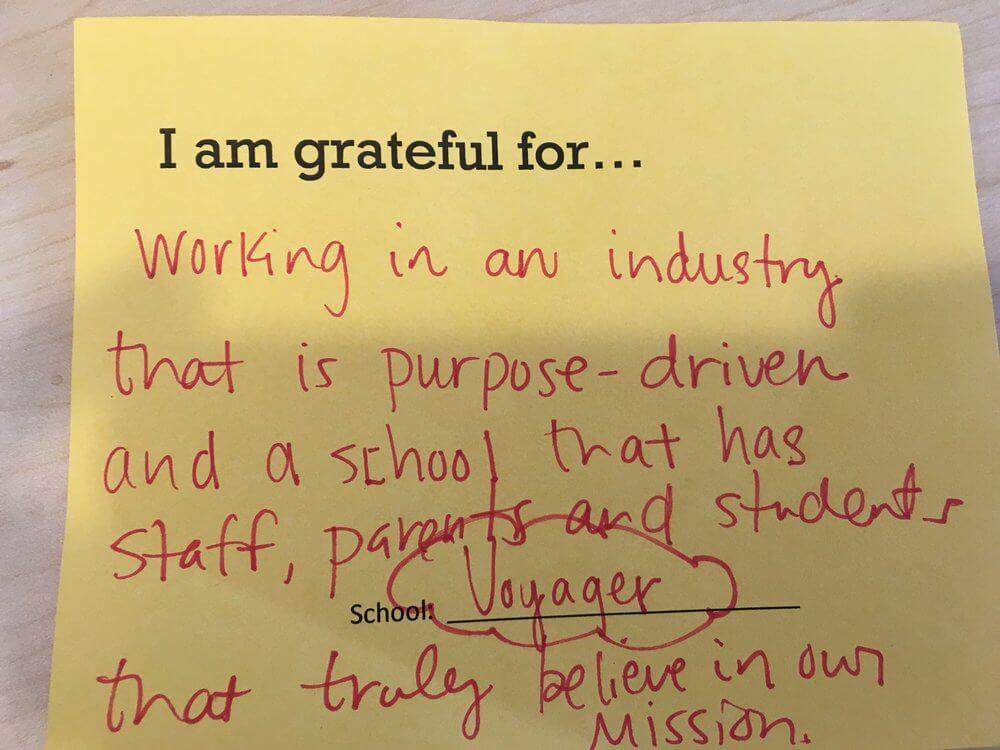 I am grateful for...
Working in an industry
that is purpose-driven
and a school that has
staff, parents and students
School: Voyager
that truly believe in our
Mission.